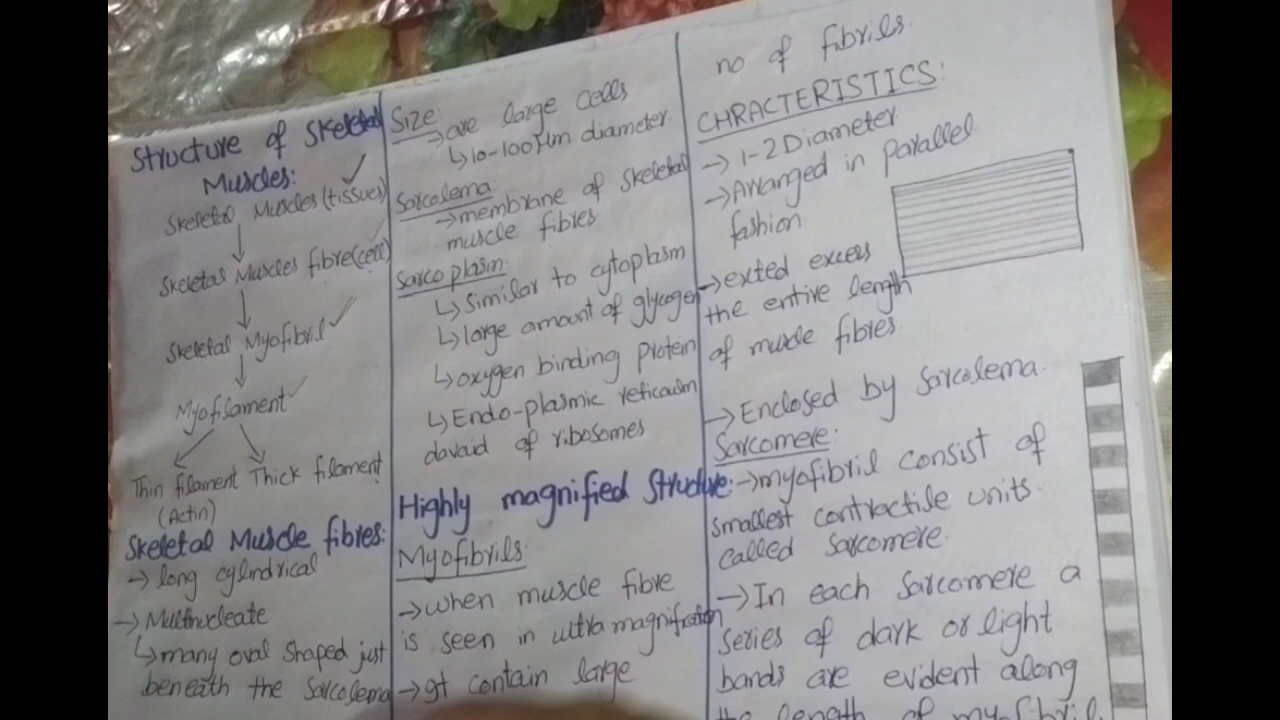 Structure of Skeletal
Muscles:
Skeletal Muscles (tissues)
Skeletal Muscles fibre (cell)
Skeletal Myofibril
Myofilament
Thin filament Thick filament
(Actin)
Skeletal Muscle fibres:
→ long cylindrical
→ Multinucleate
↳ many oval shaped just
beneath the Sarcolema
Size:
→ are large cells
↳ 10-100 µm diameter
Sarcolema:
→ membrane of skeletal
muscle fibres
Sarcoplasm:
↳ Similar to cytoplasm
↳ large amount of glycogen
↳ oxygen binding protein
↳ Endo-plasmic reticulum
davoid of ribosomes
Highly magnified Structure:
Myofibrils:
→ when muscle fibre
is seen in ultra magnification
→ It contain large
no. of fibrils.
CHRACTERISTICS:
→ 1-2 Diameter
→ Arranged in parallel
fashion
→ exted excess
the entire length
of muscle fibres.
→ Enclosed by Sarcolema.
Sarcomere:
→ myofibril consist of
smallest contractile units
called Sarcomere.
→ In each Sarcomere a
series of dark or light
bands are evident along
the length of myofibril.